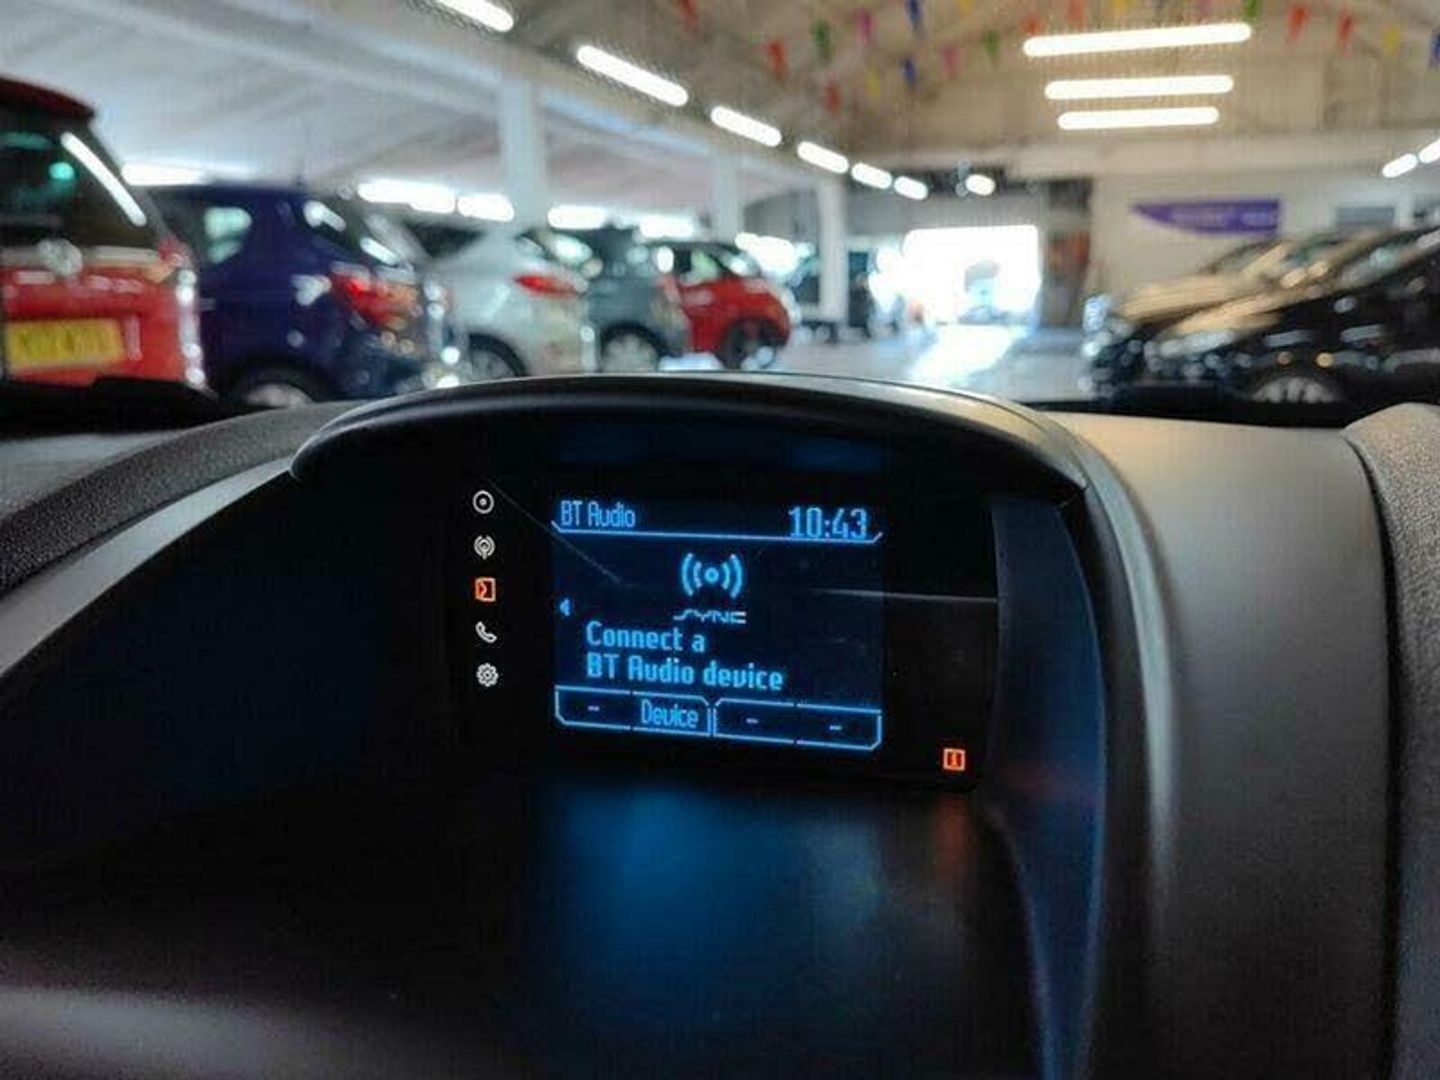 BT Audio 10:43
SYNC
Connect a
BT Audio device
- Device - -